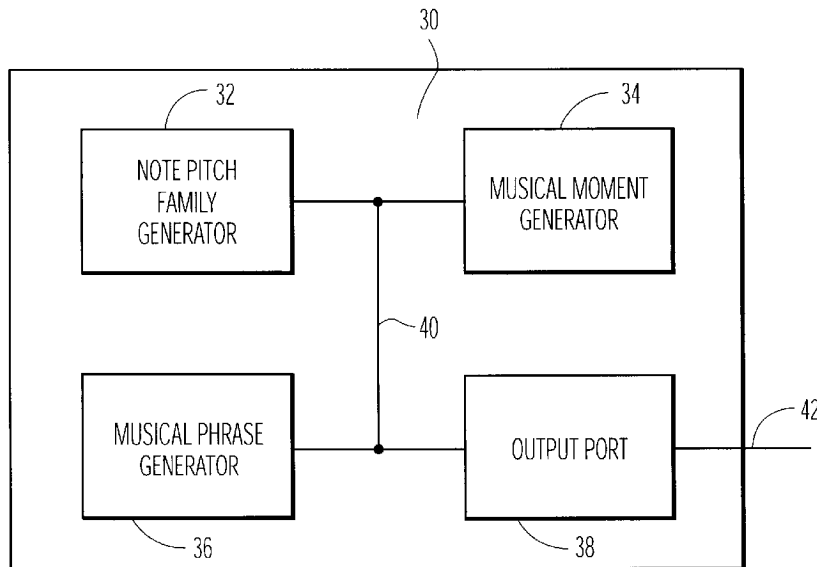 30
32
34
NOTE PITCH
FAMILY
GENERATOR
MUSICAL MOMENT
GENERATOR
40
MUSICAL PHRASE
GENERATOR
OUTPUT PORT
42
36
38